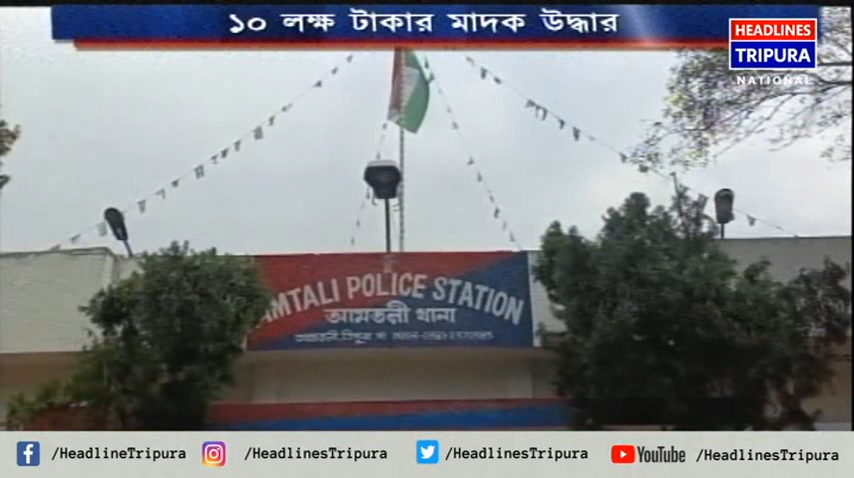 ১০ লক্ষ টাকার মাদক উদ্ধার
HEADLINES
TRIPURA
NATIONAL
AMTALI POLICE STATION
আমতলী থানা
/HeadlineTripura
/HeadlinesTripura
/HeadlinesTripura
YouTube /HeadlinesTripura